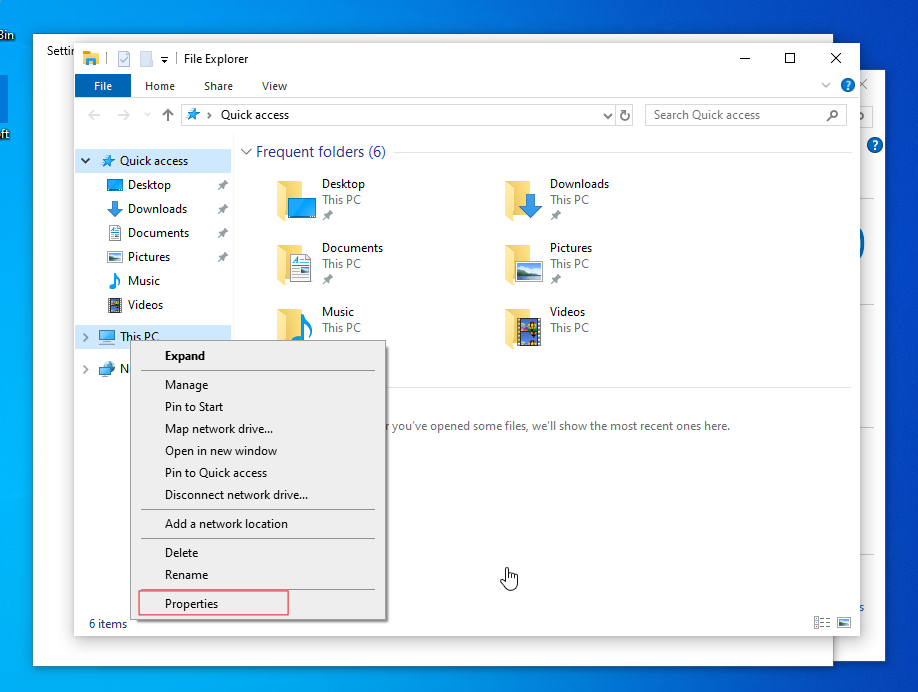 Bin
Settin
File Explorer
File Home Share View
?
Quick access
Search Quick access
?
Quick access
Desktop
Downloads
Documents
Pictures
Music
Videos
This PC
N
Frequent folders (6)
Desktop
This PC
Downloads
This PC
Documents
This PC
Pictures
This PC
Music
This PC
Videos
This PC
r you've opened some files, we'll show the most recent ones here.
Expand
Manage
Pin to Start
Map network drive...
Open in new window
Pin to Quick access
Disconnect network drive...
Add a network location
Delete
Rename
Properties
6 items
ft
s